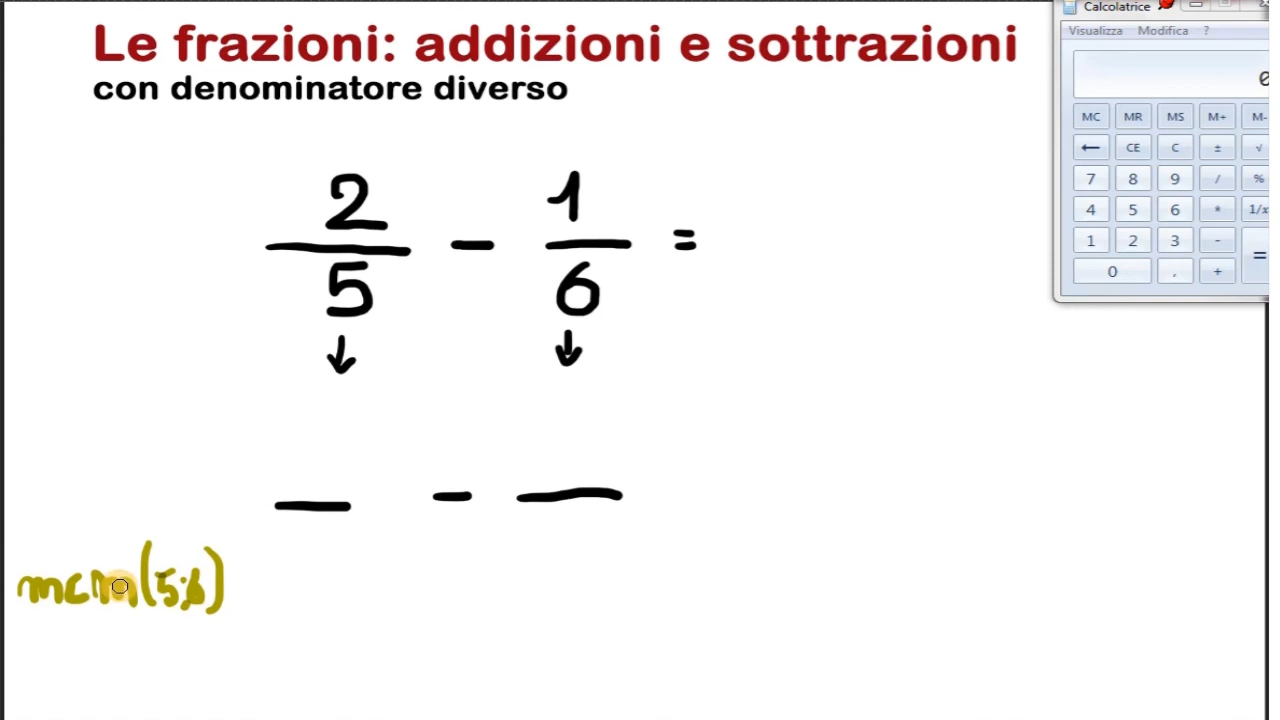 Le frazioni: addizioni e sottrazioni
con denominatore diverso
2 1
— - — =
5 6
↓ ↓
— - —
mcm(5;6)
Calcolatrice
Visualizza Modifica ?
0
MC MR MS M+ M-
← CE C ± √
7 8 9 / %
4 5 6 * 1/x
1 2 3 - =
0 , +